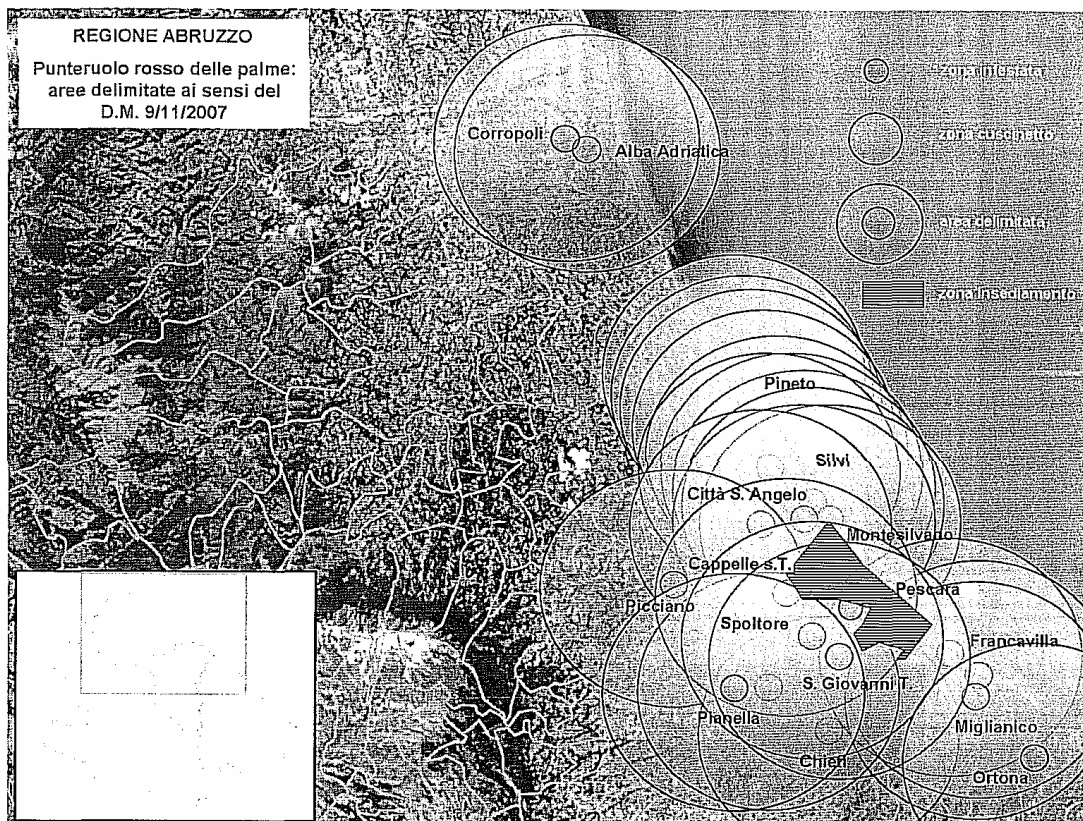 REGIONE ABRUZZO
Punteruolo rosso delle palme:
aree delimitate ai sensi del
D.M. 9/11/2007
zona infestata
zona cuscinetto
area delimitata
zona insediamento
Corropoli
Alba Adriatica
Pineto
Silvi
Città S. Angelo
Montesilvano
Cappelle s.T.
Pescara
Picciano
Spoltore
Francavilla
S. Giovanni T.
Pianella
Miglianico
Chieti
Ortona